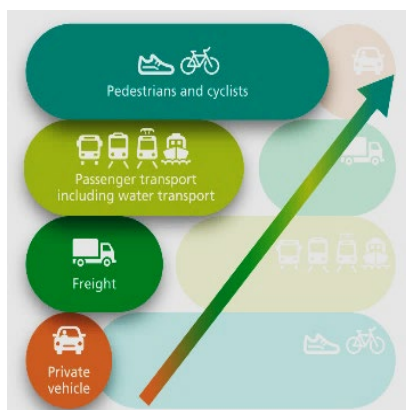 Pedestrians and cyclists
Passenger transport
including water transport
Freight
Private
vehicle